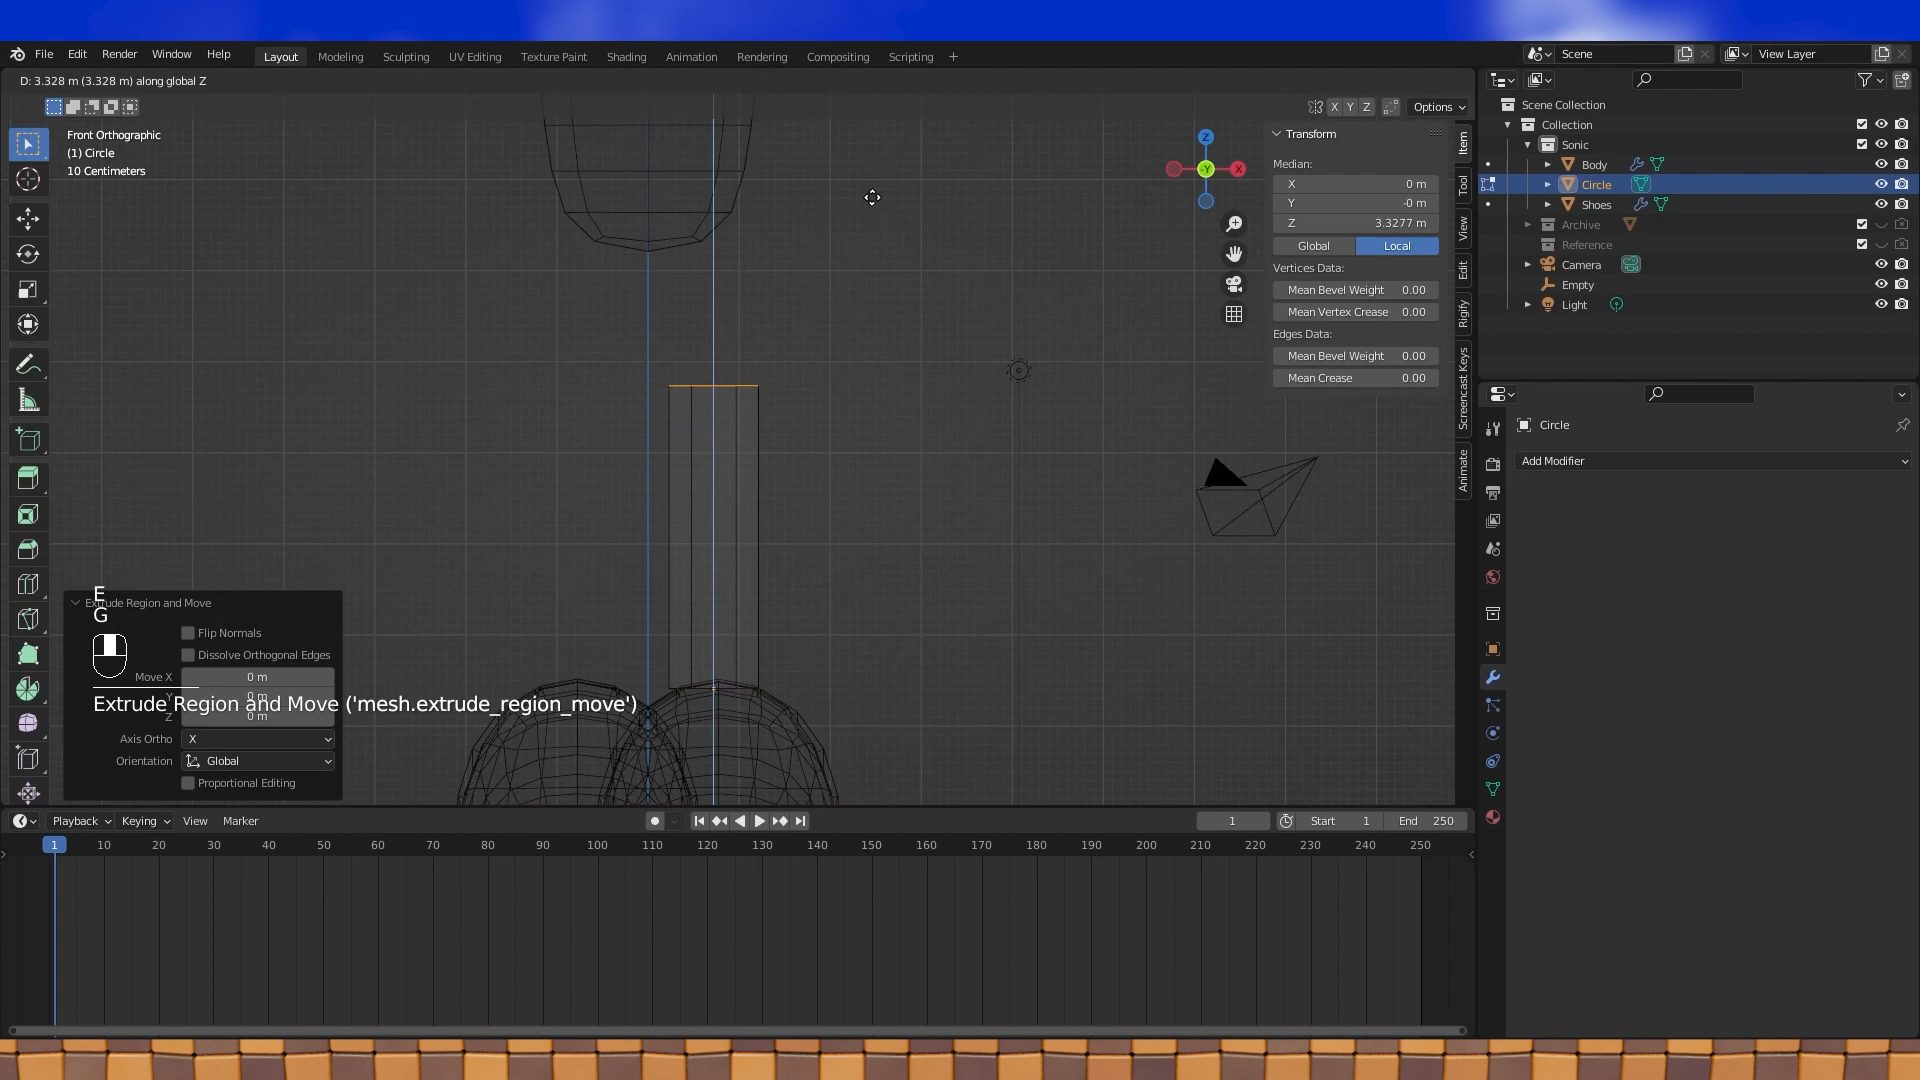 File Edit Render Window Help Layout Modeling Sculpting UV Editing Texture Paint Shading Animation Rendering Compositing Scripting + Scene View Layer
D: 3.328 m (3.328 m) along global Z
X Y Z Options
Front Orthographic
(1) Circle
10 Centimeters
Z
X
-Y
Transform
Median:
X 0 m
Y -0 m
Z 3.3277 m
Global Local
Vertices Data:
Mean Bevel Weight 0.00
Mean Vertex Crease 0.00
Edges Data:
Mean Bevel Weight 0.00
Mean Crease 0.00
Item
Tool
View
Edit
Rigify
Screencast Keys
Animate
Scene Collection
Collection
Sonic
Body
Circle
Shoes
Archive
Reference
Camera
Empty
Light
Circle
Add Modifier
E
G
Extrude Region and Move
Flip Normals
Dissolve Orthogonal Edges
Move X 0 m
Y 0 m
Extrude Region and Move ('mesh.extrude_region_move')
Z 0 m
Axis Ortho X
Orientation Global
Proportional Editing
Playback Keying View Marker 1 Start 1 End 250
1 10 20 30 40 50 60 70 80 90 100 110 120 130 140 150 160 170 180 190 200 210 220 230 240 250